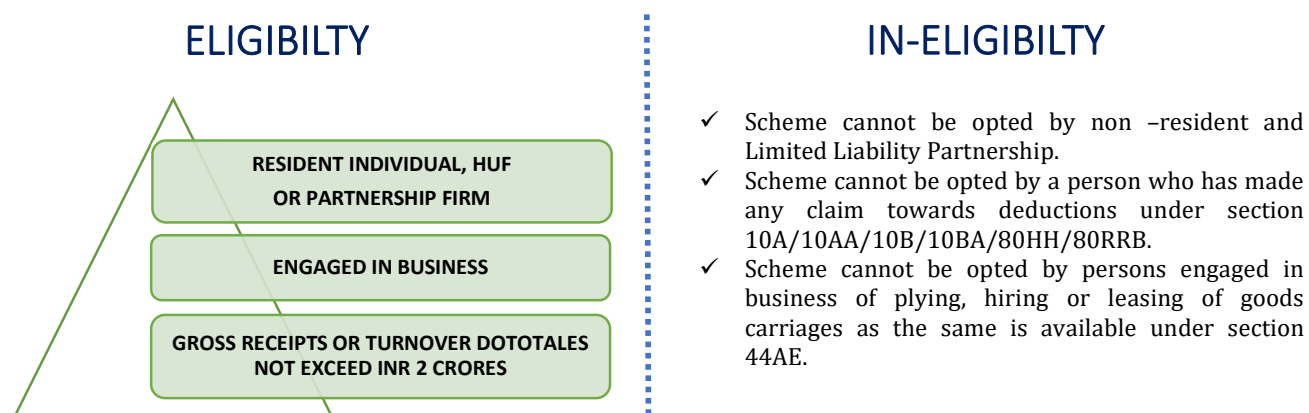 ELIGIBILTY
RESIDENT INDIVIDUAL, HUF
OR PARTNERSHIP FIRM
ENGAGED IN BUSINESS
GROSS RECEIPTS OR TURNOVER DOTOTALES
NOT EXCEED INR 2 CRORES
IN-ELIGIBILTY
✓ Scheme cannot be opted by non –resident and
Limited Liability Partnership.
✓ Scheme cannot be opted by a person who has made
any claim towards deductions under section
10A/10AA/10B/10BA/80HH/80RRB.
✓ Scheme cannot be opted by persons engaged in
business of plying, hiring or leasing of goods
carriages as the same is available under section
44AE.